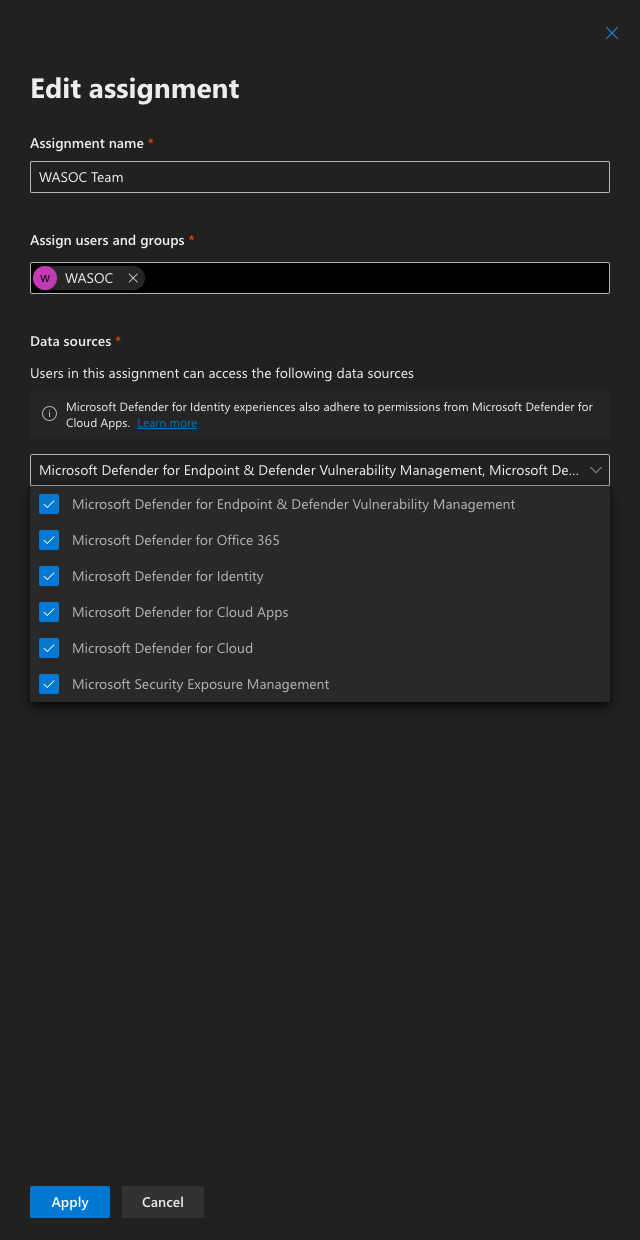 Edit assignment
Assignment name *
WASOC Team
Assign users and groups *
W WASOC
Data sources *
Users in this assignment can access the following data sources
Microsoft Defender for Identity experiences also adhere to permissions from Microsoft Defender for
Cloud Apps. Learn more
Microsoft Defender for Endpoint & Defender Vulnerability Management, Microsoft De...
Microsoft Defender for Endpoint & Defender Vulnerability Management
Microsoft Defender for Office 365
Microsoft Defender for Identity
Microsoft Defender for Cloud Apps
Microsoft Defender for Cloud
Microsoft Security Exposure Management
Apply Cancel